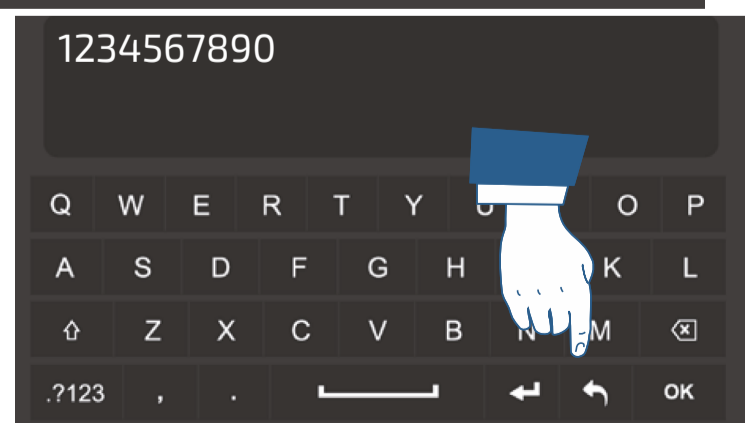 1234567890
Q W E R T Y U O P
A S D F G H K L
Z X C V B N M
.?123 , . OK